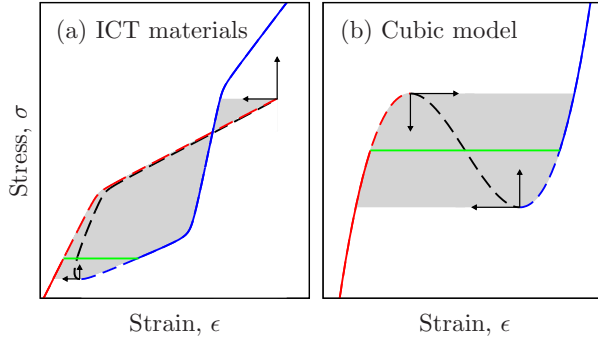 (a) ICT materials
(b) Cubic model
Stress, σ
Strain, ϵ
Strain, ϵ